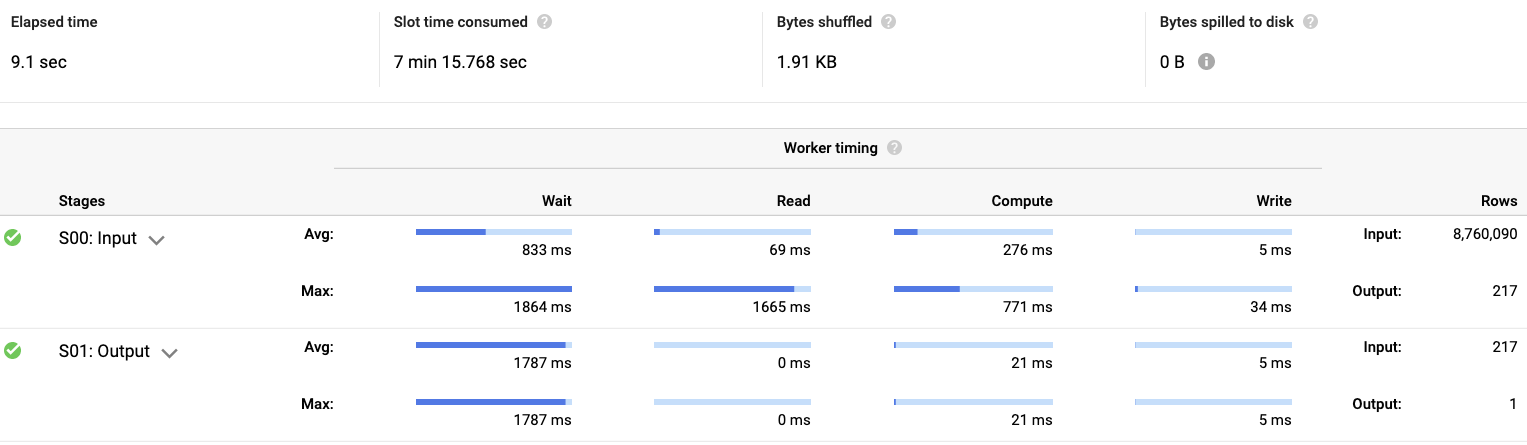 Elapsed time Slot time consumed Bytes shuffled Bytes spilled to disk
9.1 sec 7 min 15.768 sec 1.91 KB 0 B
Worker timing
Stages Wait Read Compute Write Rows
S00: Input Avg: Input: 8,760,090
833 ms 69 ms 276 ms 5 ms
Max: Output: 217
1864 ms 1665 ms 771 ms 34 ms
S01: Output Avg: Input: 217
1787 ms 0 ms 21 ms 5 ms
Max: Output: 1
1787 ms 0 ms 21 ms 5 ms